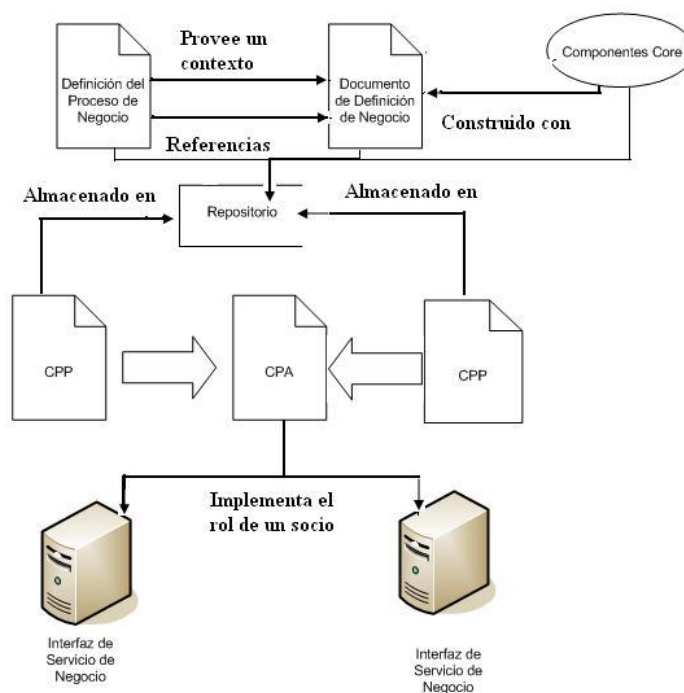 Provee un
contexto
Definición del
Proceso de
Negocio
Documento
de Definición
de Negocio
Componentes Core
Construido con
Referencias
Almacenado en
Repositorio
Almacenado en
CPP
CPA
CPP
Implementa el
rol de un socio
Interfaz de
Servicio de
Negocio
Interfaz de
Servicio de
Negocio